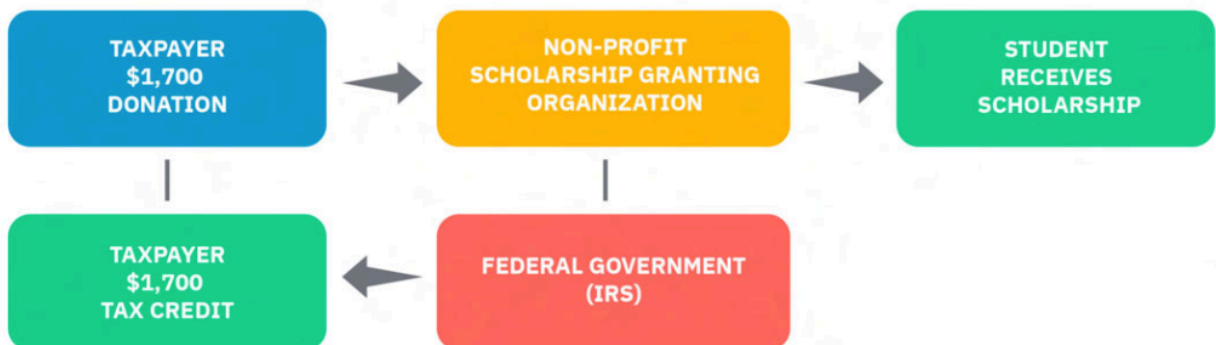 TAXPAYER
$1,700
DONATION
NON-PROFIT
SCHOLARSHIP GRANTING
ORGANIZATION
STUDENT
RECEIVES
SCHOLARSHIP
TAXPAYER
$1,700
TAX CREDIT
FEDERAL GOVERNMENT
(IRS)